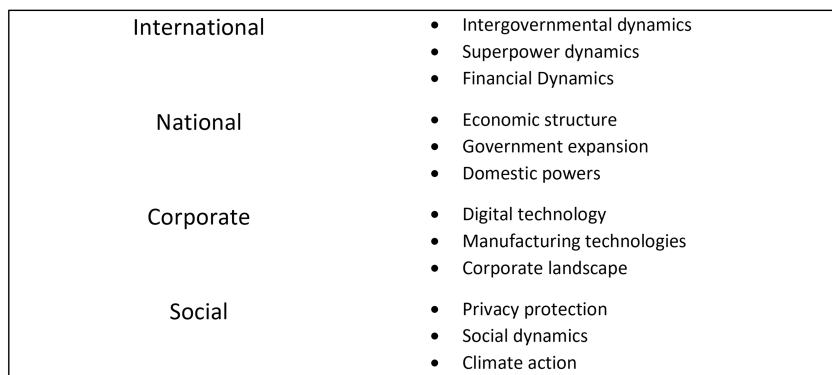 International
• Intergovernmental dynamics
• Superpower dynamics
• Financial Dynamics
National
• Economic structure
• Government expansion
• Domestic powers
Corporate
• Digital technology
• Manufacturing technologies
• Corporate landscape
Social
• Privacy protection
• Social dynamics
• Climate action